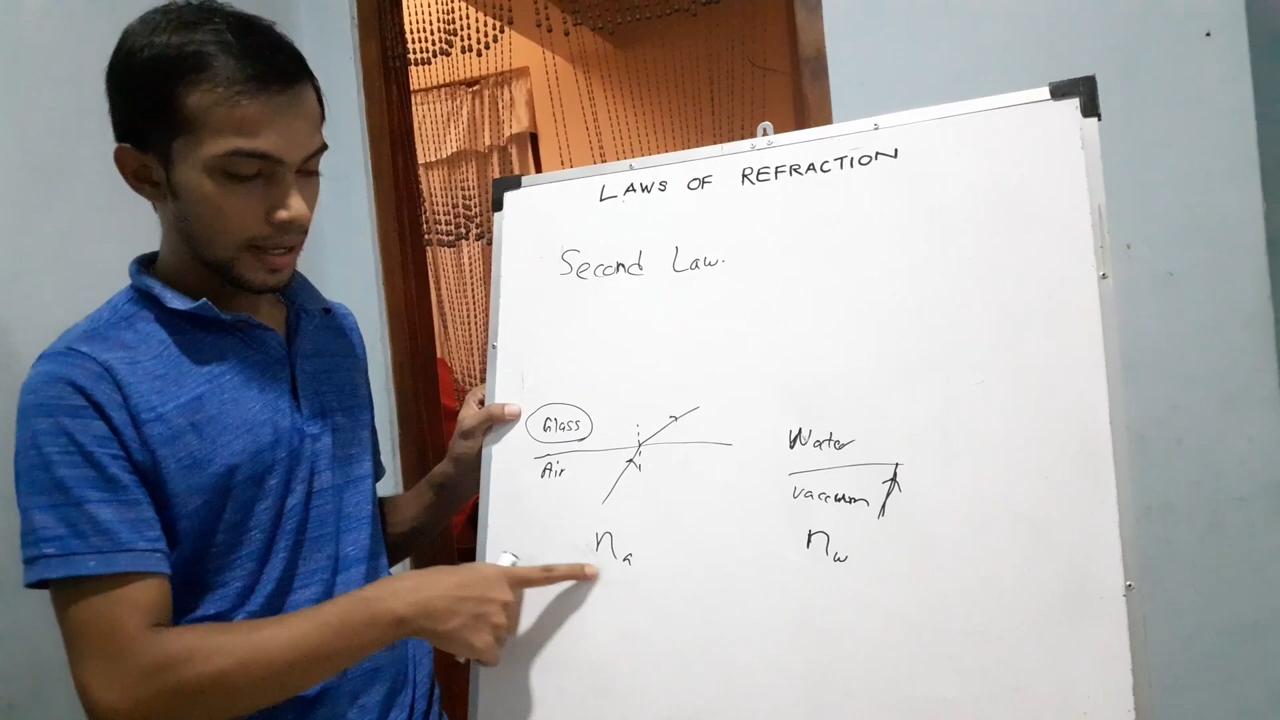 LAWS OF REFRACTION
Second Law.
Glass
Air
na
Water
vaccum
nw